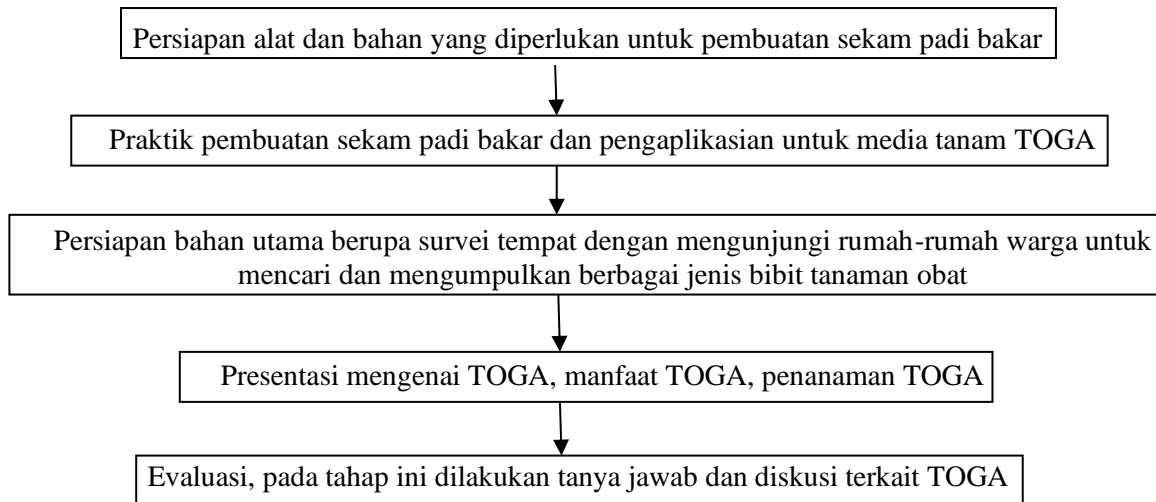 Persiapan alat dan bahan yang diperlukan untuk pembuatan sekam padi bakar
Praktik pembuatan sekam padi bakar dan pengaplikasian untuk media tanam TOGA
Persiapan bahan utama berupa survei tempat dengan mengunjungi rumah-rumah warga untuk
mencari dan mengumpulkan berbagai jenis bibit tanaman obat
Presentasi mengenai TOGA, manfaat TOGA, penanaman TOGA
Evaluasi, pada tahap ini dilakukan tanya jawab dan diskusi terkait TOGA